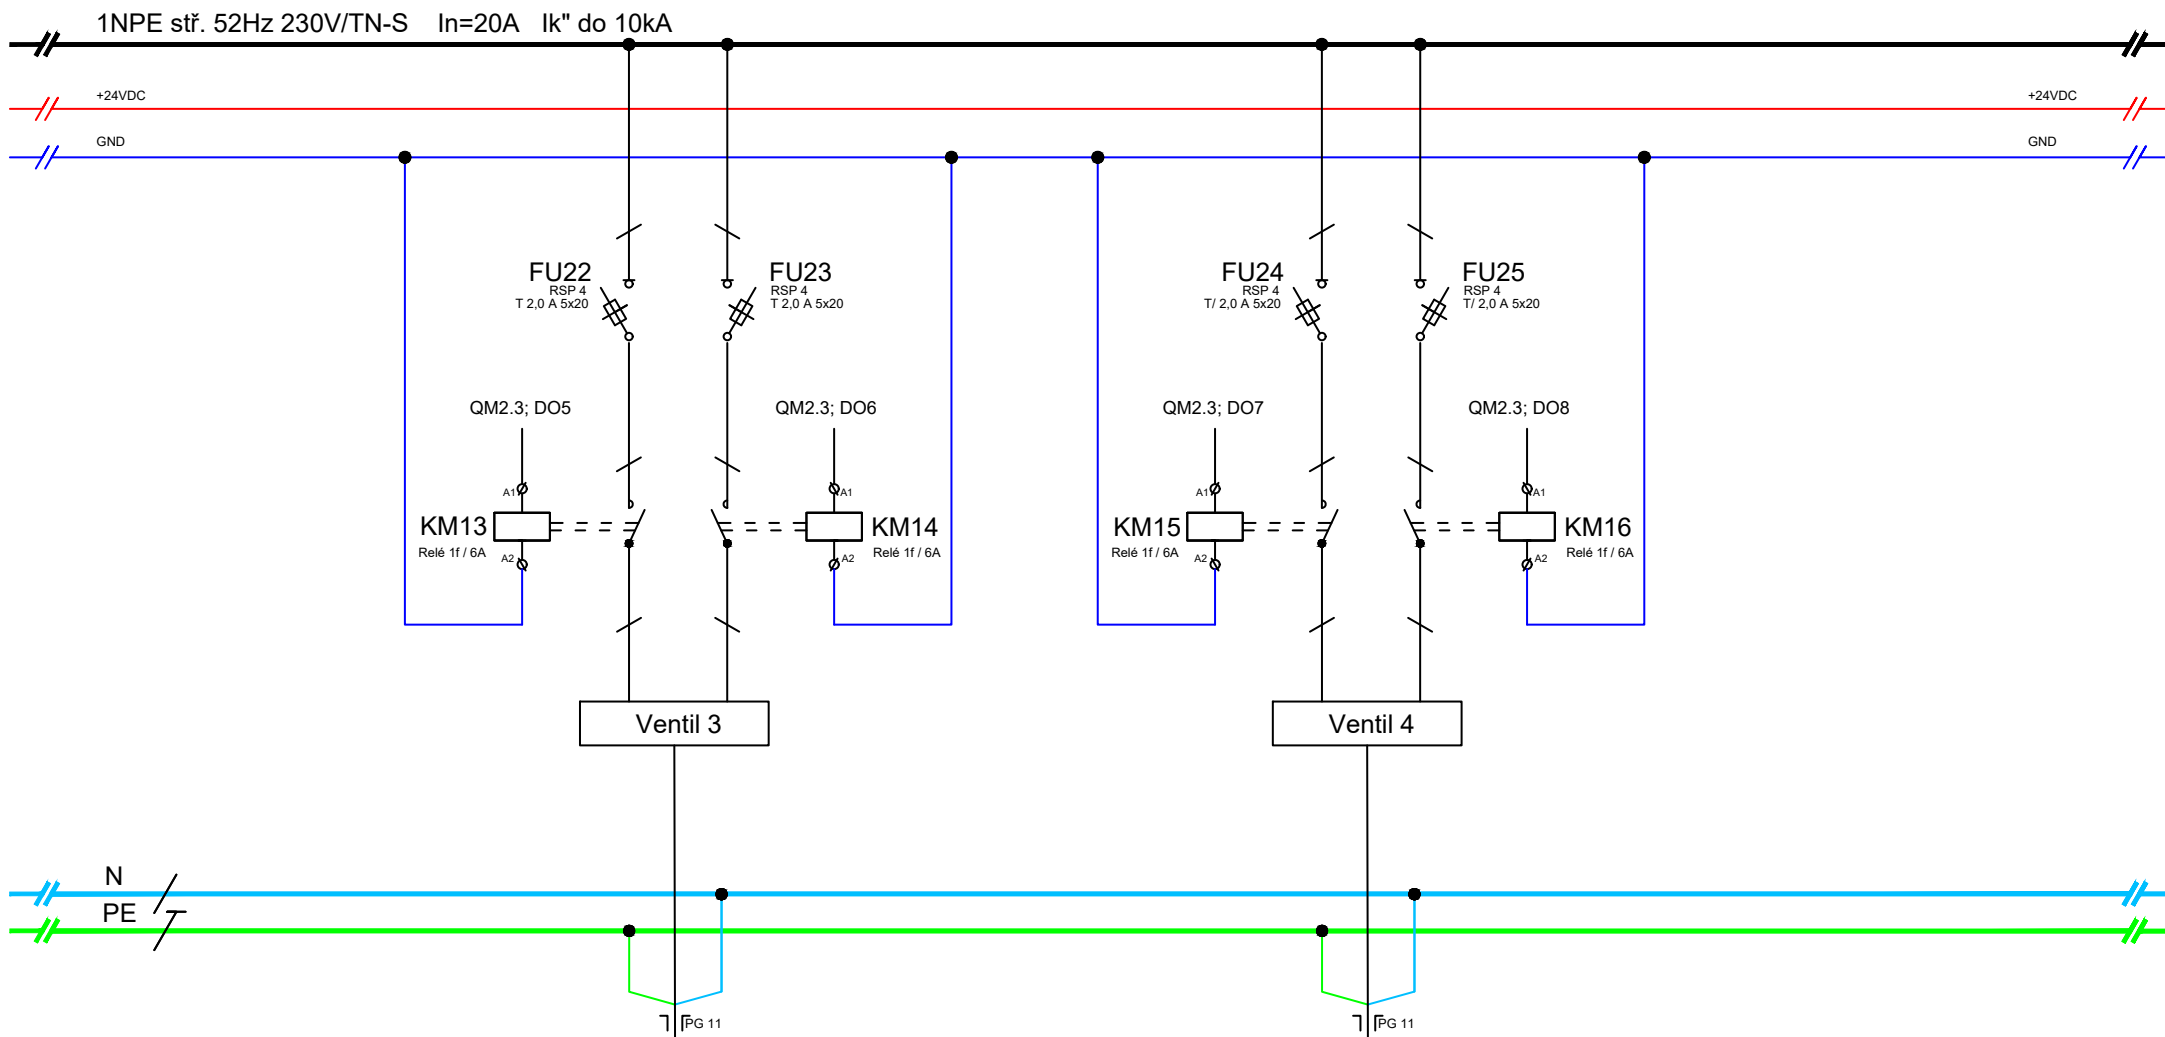 1NPE stř. 52Hz 230V/TN-S    In=20A   Ik" do 10kA
+24VDC
+24VDC
GND
GND
FU22
RSP 4
T 2,0 A 5x20
FU23
RSP 4
T 2,0 A 5x20
FU24
RSP 4
T/ 2,0 A 5x20
FU25
RSP 4
T/ 2,0 A 5x20
QM2.3; DO5
QM2.3; DO6
QM2.3; DO7
QM2.3; DO8
A1
A1
A1
A1
KM13
Relé 1f / 6A
KM14
Relé 1f / 6A
KM15
Relé 1f / 6A
KM16
Relé 1f / 6A
A2
A2
A2
A2
Ventil 3
Ventil 4
N
PE
PG 11
PG 11